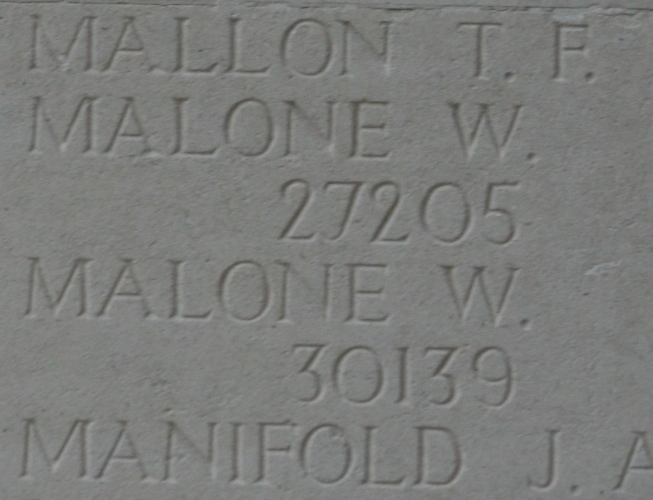 MALLON T. F.
MALONE W.
27205
MALONE W.
30139
MANIFOLD J. A